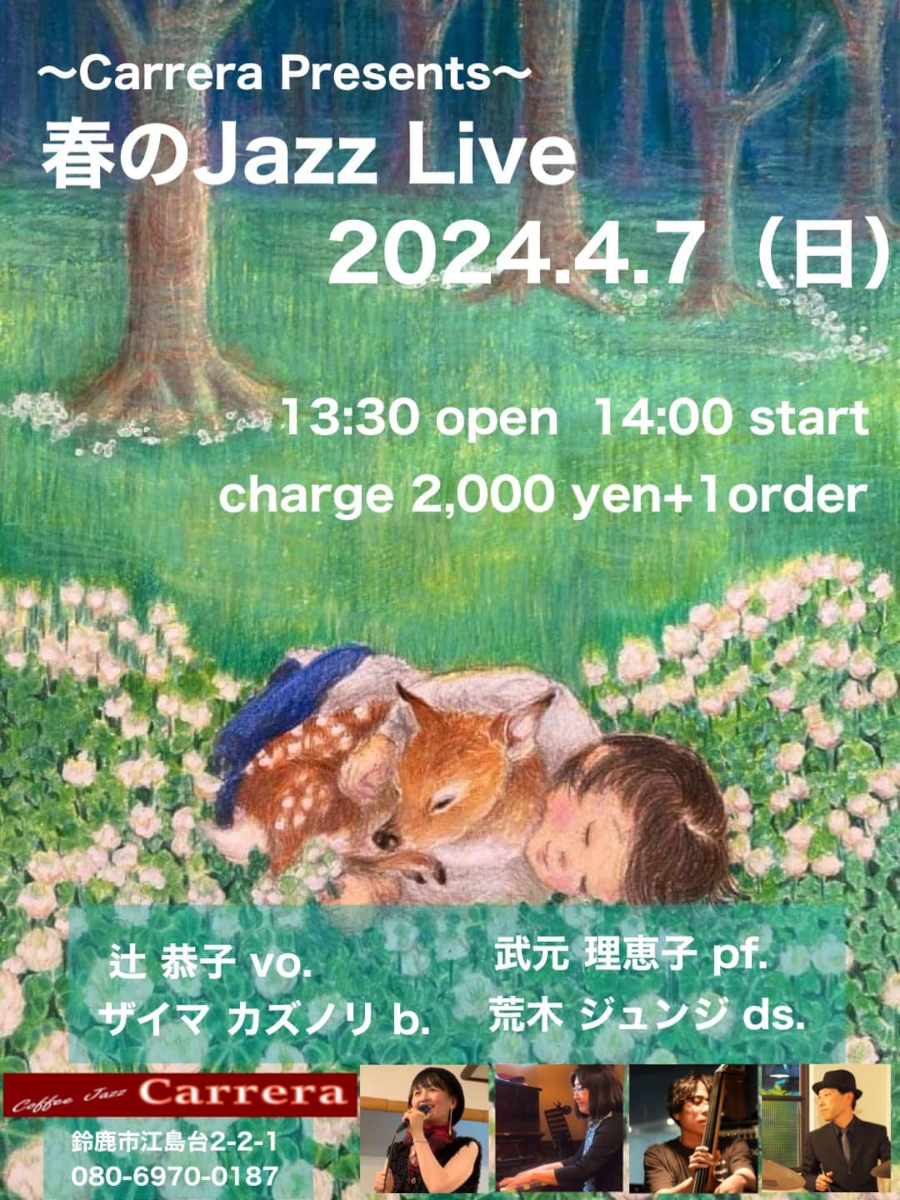 ～Carrera Presents～
春のJazz Live
2024.4.7（日）
13:30 open 14:00 start
charge 2,000 yen+1order
辻 恭子 vo.
武元 理恵子 pf.
ザイマ カズノリ b.
荒木 ジュンジ ds.
Coffee Jazz Carrera
鈴鹿市江島台2-2-1
080-6970-0187